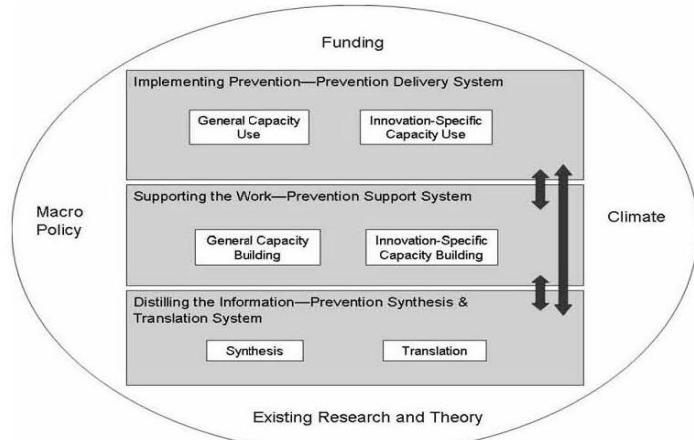 Funding
Implementing Prevention—Prevention Delivery System
General Capacity
Use
Innovation-Specific
Capacity Use
Macro
Policy
Supporting the Work—Prevention Support System
Climate
General Capacity
Building
Innovation-Specific
Capacity Building
Distilling the Information—Prevention Synthesis &
Translation System
Synthesis
Translation
Existing Research and Theory